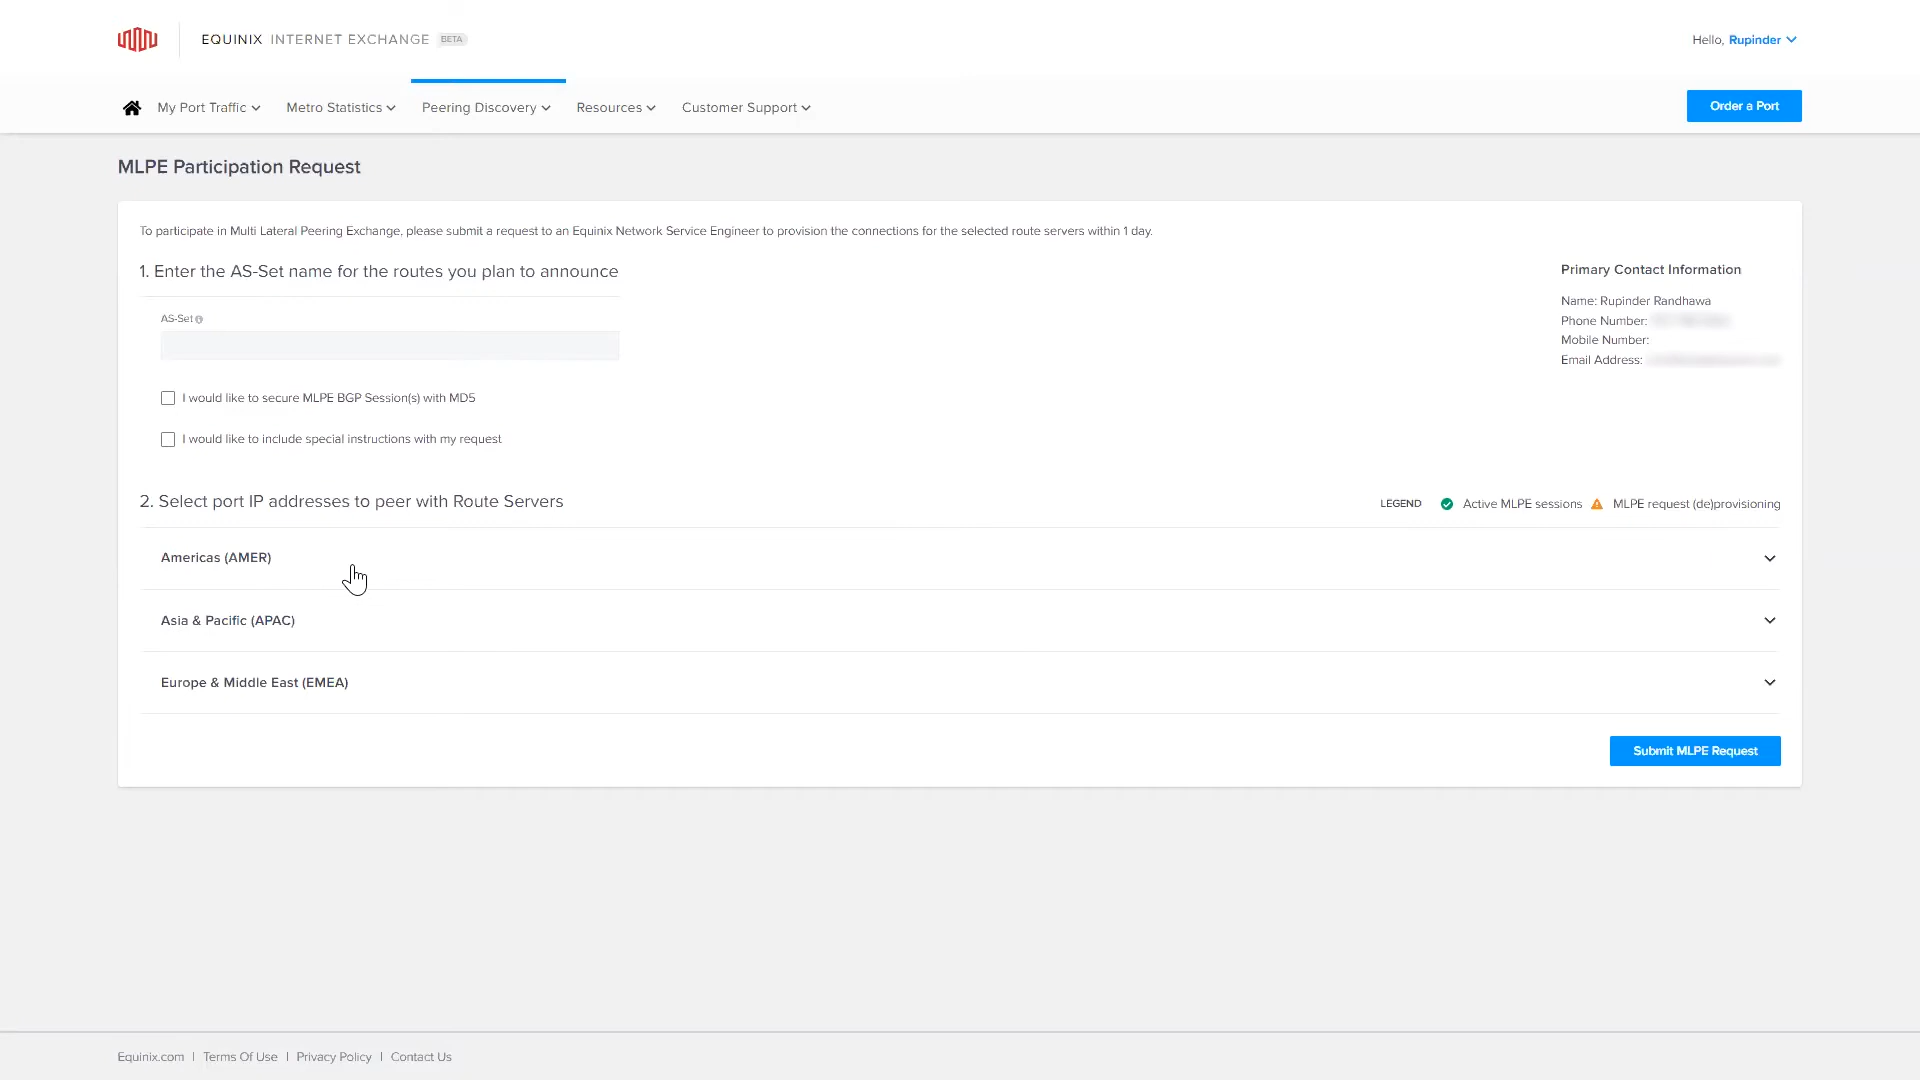 EQUINIX INTERNET EXCHANGE BETA
Hello, Rupinder
My Port Traffic
Metro Statistics
Peering Discovery
Resources
Customer Support
Order a Port
MLPE Participation Request
To participate in Multi Lateral Peering Exchange, please submit a request to an Equinix Network Service Engineer to provision the connections for the selected route servers within 1 day.
1. Enter the AS-Set name for the routes you plan to announce
AS-Set
I would like to secure MLPE BGP Session(s) with MD5
I would like to include special instructions with my request
Primary Contact Information
Name: Rupinder Randhawa
Phone Number:
Mobile Number:
Email Address:
2. Select port IP addresses to peer with Route Servers
LEGEND Active MLPE sessions MLPE request (de)provisioning
Americas (AMER)
Asia & Pacific (APAC)
Europe & Middle East (EMEA)
Submit MLPE Request
Equinix.com | Terms Of Use | Privacy Policy | Contact Us